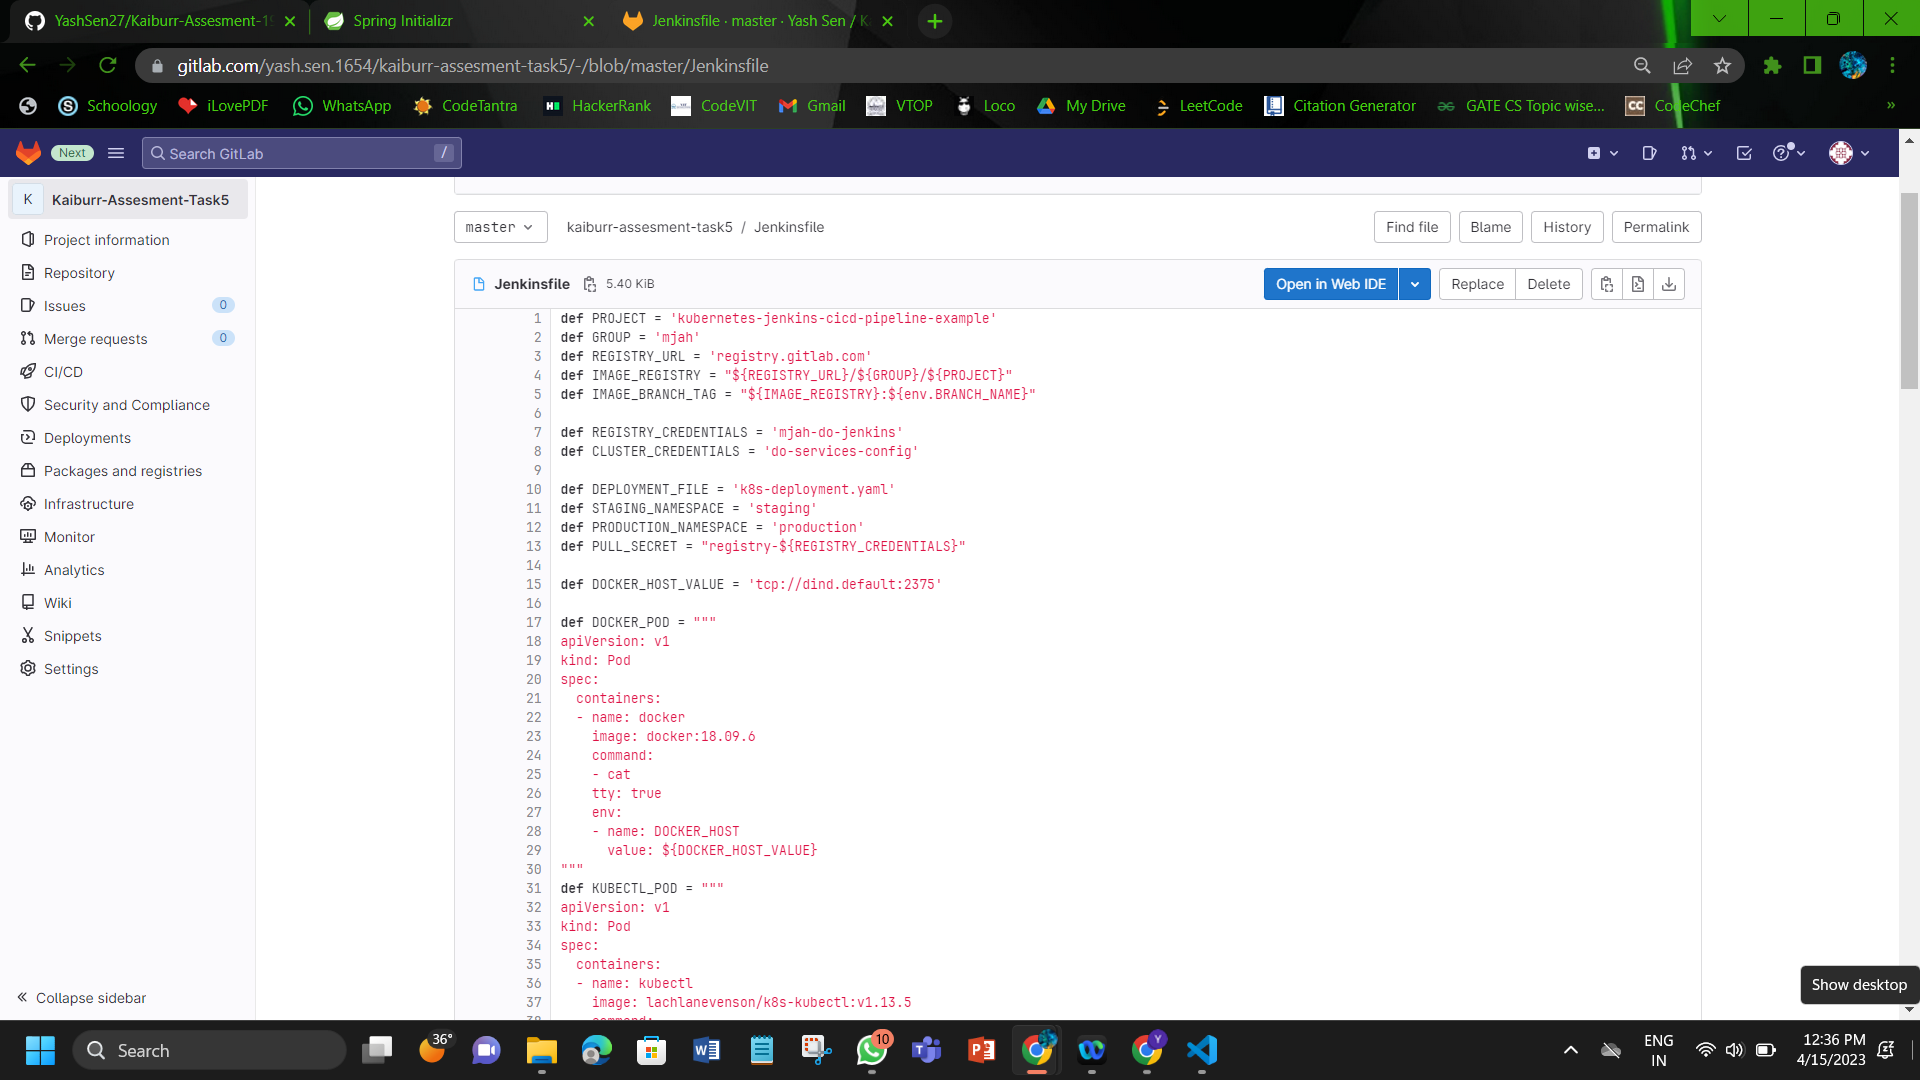 YashSen27/Kaiburr-Assesment-19
Spring Initializr
Jenkinsfile · master · Yash Sen / K
gitlab.com/yash.sen.1654/kaiburr-assesment-task5/-/blob/master/Jenkinsfile
Schoology iLovePDF WhatsApp CodeTantra HackerRank CodeVIT Gmail VTOP Loco My Drive LeetCode Citation Generator GATE CS Topic wise... CodeChef »
Next Search GitLab /
K Kaiburr-Assesment-Task5
Project information
Repository
Issues 0
Merge requests 0
CI/CD
Security and Compliance
Deployments
Packages and registries
Infrastructure
Monitor
Analytics
Wiki
Snippets
Settings
« Collapse sidebar
master kaiburr-assesment-task5 / Jenkinsfile Find file Blame History Permalink
Jenkinsfile 5.40 KiB Open in Web IDE Replace Delete
1 def PROJECT = 'kubernetes-jenkins-cicd-pipeline-example'
2 def GROUP = 'mjah'
3 def REGISTRY_URL = 'registry.gitlab.com'
4 def IMAGE_REGISTRY = "${REGISTRY_URL}/${GROUP}/${PROJECT}"
5 def IMAGE_BRANCH_TAG = "${IMAGE_REGISTRY}:${env.BRANCH_NAME}"
6
7 def REGISTRY_CREDENTIALS = 'mjah-do-jenkins'
8 def CLUSTER_CREDENTIALS = 'do-services-config'
9
10 def DEPLOYMENT_FILE = 'k8s-deployment.yaml'
11 def STAGING_NAMESPACE = 'staging'
12 def PRODUCTION_NAMESPACE = 'production'
13 def PULL_SECRET = "registry-${REGISTRY_CREDENTIALS}"
14
15 def DOCKER_HOST_VALUE = 'tcp://dind.default:2375'
16
17 def DOCKER_POD = """
18 apiVersion: v1
19 kind: Pod
20 spec:
21 containers:
22 - name: docker
23 image: docker:18.09.6
24 command:
25 - cat
26 tty: true
27 env:
28 - name: DOCKER_HOST
29 value: ${DOCKER_HOST_VALUE}
30 """
31 def KUBECTL_POD = """
32 apiVersion: v1
33 kind: Pod
34 spec:
35 containers:
36 - name: kubectl
37 image: lachlanevenson/k8s-kubectl:v1.13.5
38 command:
Show desktop
Search 36° 10 Y ENG IN 12:36 PM 4/15/2023